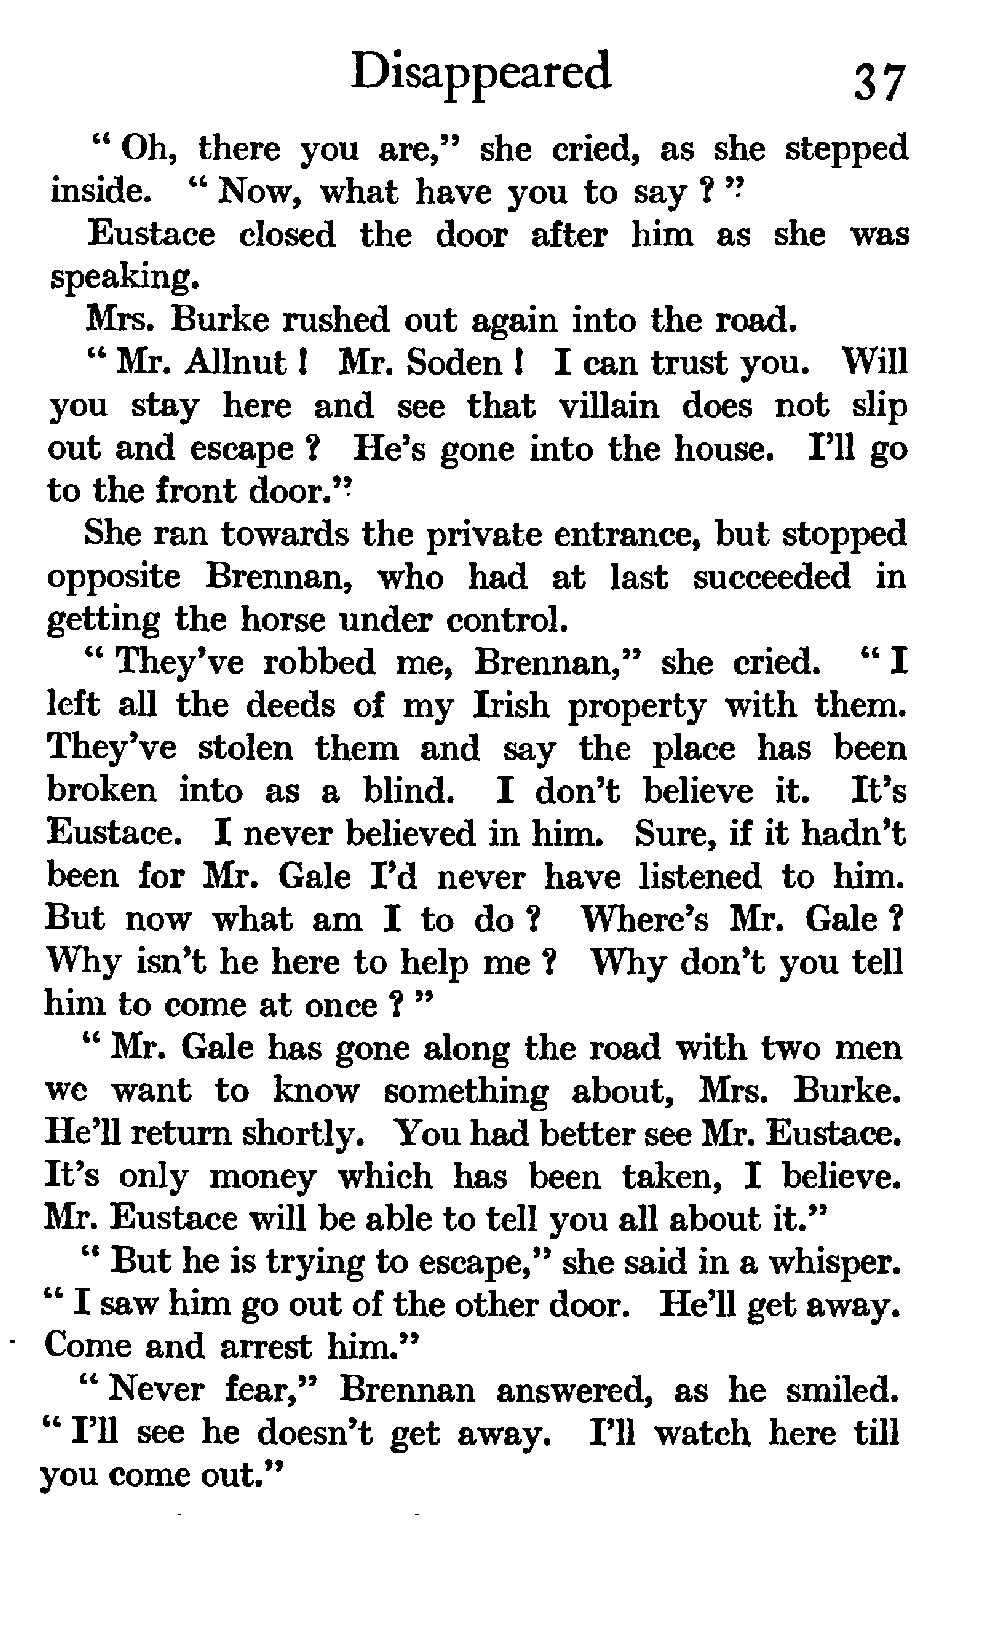 Disappeared 37
“ Oh, there you are,” she cried, as she stepped
inside. “ Now, what have you to say ? ”
Eustace closed the door after him as she was
speaking.
Mrs. Burke rushed out again into the road.
“ Mr. Allnut ! Mr. Soden ! I can trust you. Will
you stay here and see that villain does not slip
out and escape ? He’s gone into the house. I’ll go
to the front door.”
She ran towards the private entrance, but stopped
opposite Brennan, who had at last succeeded in
getting the horse under control.
“ They’ve robbed me, Brennan,” she cried. “ I
left all the deeds of my Irish property with them.
They’ve stolen them and say the place has been
broken into as a blind. I don’t believe it. It’s
Eustace. I never believed in him. Sure, if it hadn’t
been for Mr. Gale I’d never have listened to him.
But now what am I to do ? Where’s Mr. Gale ?
Why isn’t he here to help me ? Why don’t you tell
him to come at once ? ”
“ Mr. Gale has gone along the road with two men
we want to know something about, Mrs. Burke.
He’ll return shortly. You had better see Mr. Eustace.
It’s only money which has been taken, I believe.
Mr. Eustace will be able to tell you all about it.”
“ But he is trying to escape,” she said in a whisper.
“ I saw him go out of the other door. He’ll get away.
Come and arrest him.”
“ Never fear,” Brennan answered, as he smiled.
“ I’ll see he doesn’t get away. I’ll watch here till
you come out.”